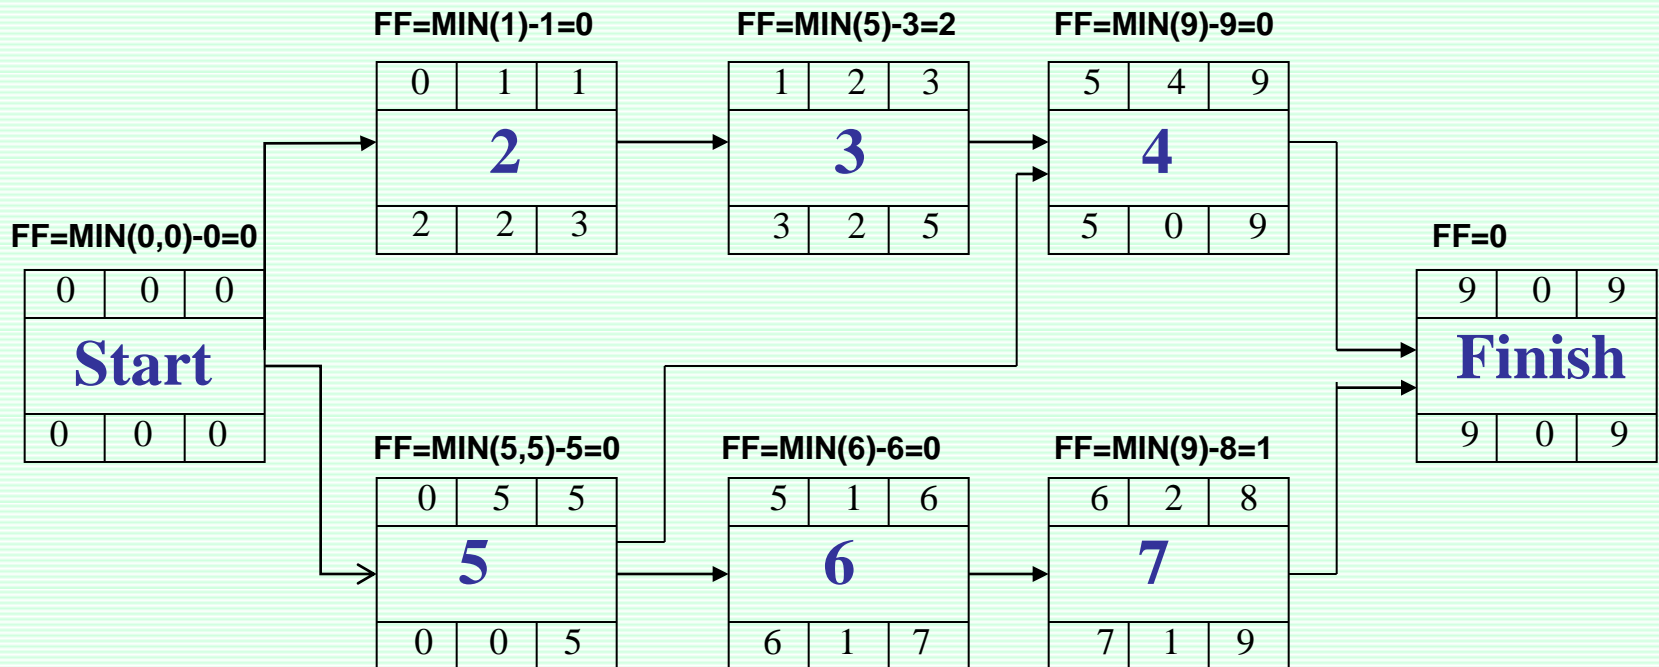 FF=MIN(1)-1=0 FF=MIN(5)-3=2 FF=MIN(9)-9=0
0 1 1 1 2 3 5 4 9
2 3 4
2 2 3 3 2 5 5 0 9
FF=MIN(0,0)-0=0 FF=0
0 0 0 9 0 9
Start Finish
0 0 0 9 0 9
FF=MIN(5,5)-5=0 FF=MIN(6)-6=0 FF=MIN(9)-8=1
0 5 5 5 1 6 6 2 8
5 6 7
0 0 5 6 1 7 7 1 9